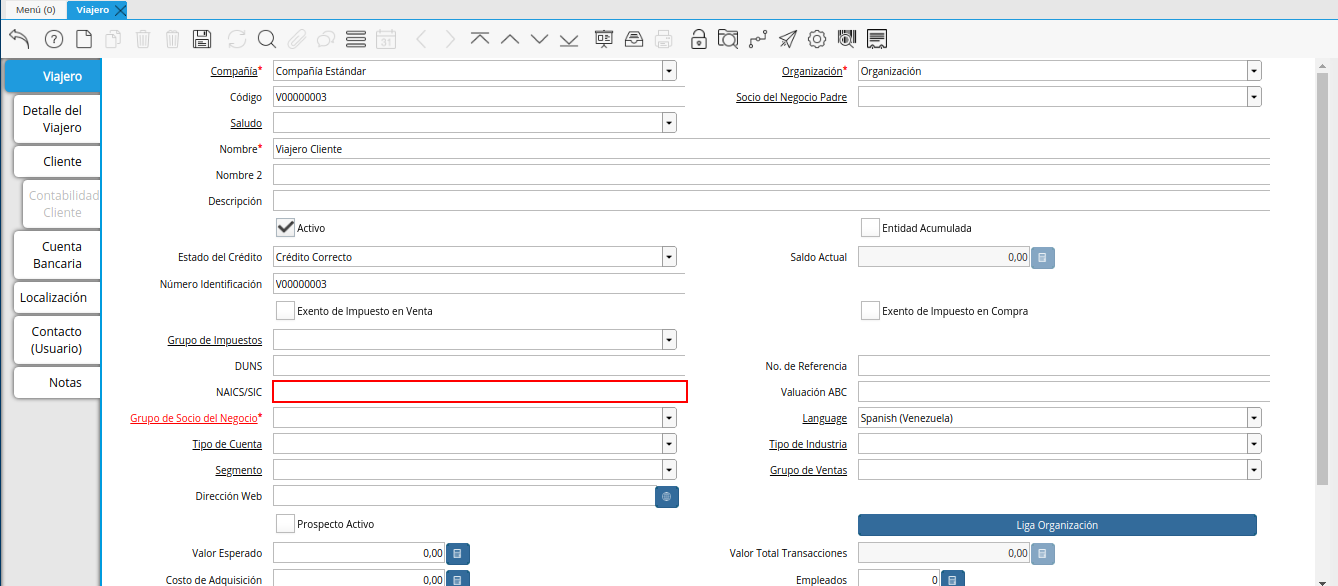 Menú (0)
Viajero
31
Viajero
Detalle del
Viajero
Cliente
Contabilidad
Cliente
Cuenta
Bancaria
Localización
Contacto
(Usuario)
Notas
Compañía* Compañía Estándar
Organización* Organización
Código V00000003
Socio del Negocio Padre
Saludo
Nombre* Viajero Cliente
Nombre 2
Descripción
Activo
Entidad Acumulada
Estado del Crédito Crédito Correcto
Saldo Actual 0,00
Número Identificación V00000003
Exento de Impuesto en Venta
Exento de Impuesto en Compra
Grupo de Impuestos
DUNS
No. de Referencia
NAICS/SIC
Valuación ABC
Grupo de Socio del Negocio*
Language Spanish (Venezuela)
Tipo de Cuenta
Tipo de Industria
Segmento
Grupo de Ventas
Dirección Web
Prospecto Activo
Liga Organización
Valor Esperado 0,00
Valor Total Transacciones 0,00
Costo de Adquisición 0,00
Empleados 0